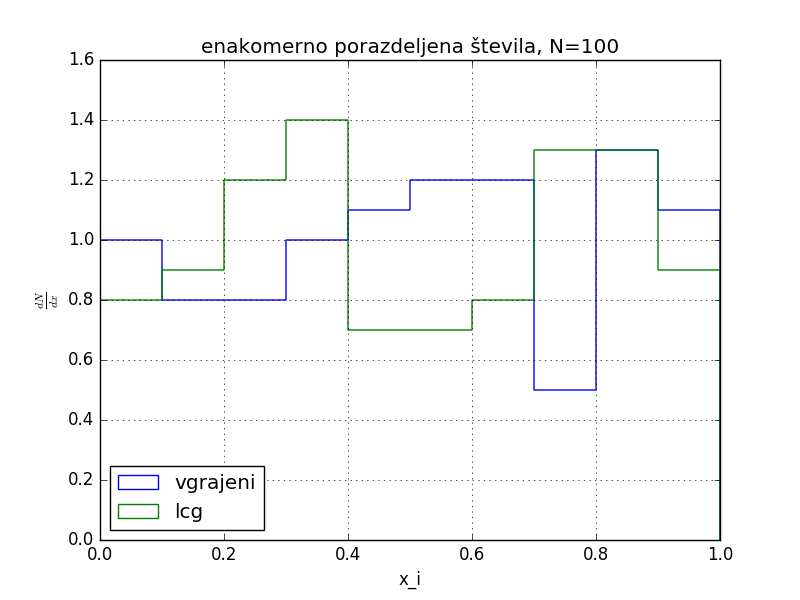 enakomerno porazdeljena števila, N=100
1.6
1.4
1.2
1.0
0.8
dN
dx
0.6
0.4
0.2
0.0
vgrajeni
lcg
0.0 0.2 0.4 0.6 0.8 1.0
x_i